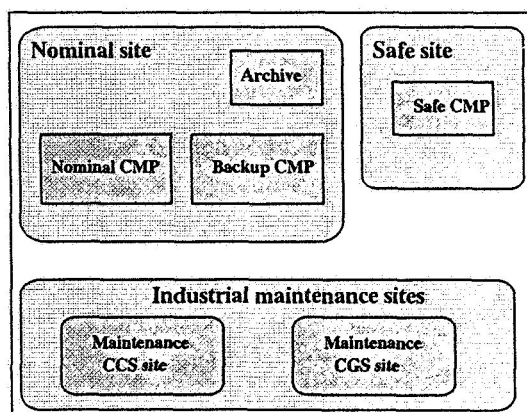 Nominal site
Safe site
Archive
Safe CMP
Nominal CMP
Backup CMP
Industrial maintenance sites
Maintenance
CCS site
Maintenance
CGS site